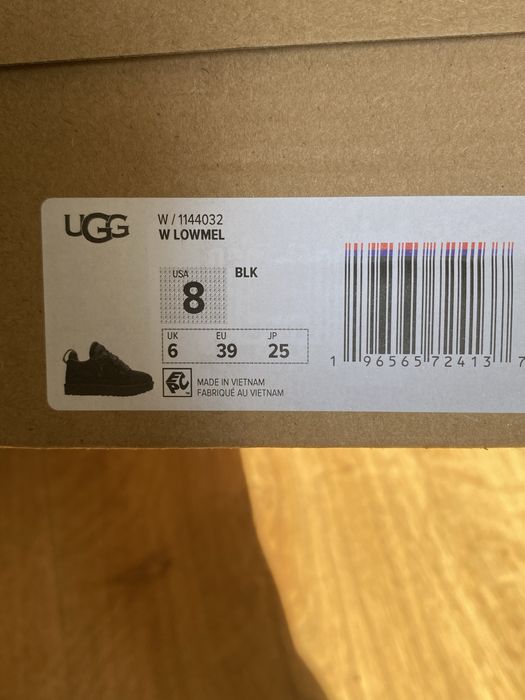 UGG
W / 1144032
W LOWMEL
USA
8
BLK
UK EU JP
6 39 25
EPC
MADE IN VIETNAM
FABRIQUÉ AU VIETNAM
1 96565 72413 7